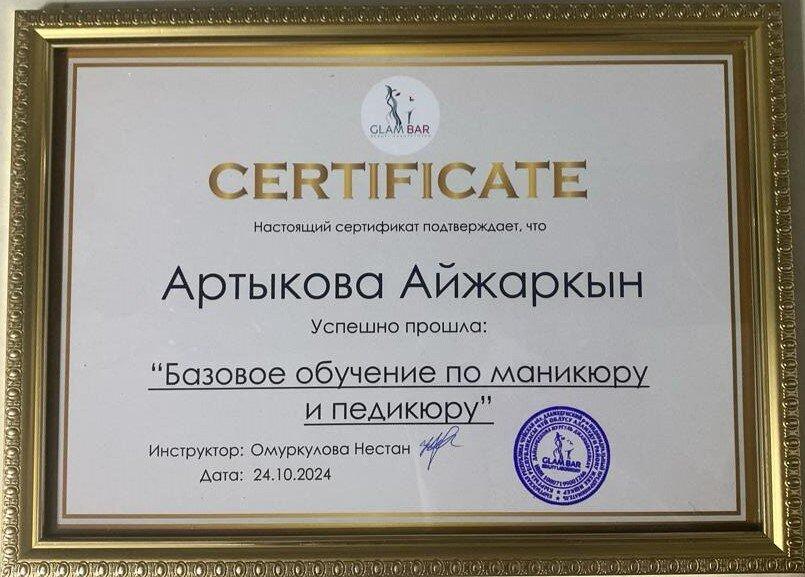 GLAM BAR
CERTIFICATE
Настоящий сертификат подтверждает, что
Артыкова Айжаркын
Успешно прошла:
“Базовое обучение по маникюру
и педикюру”
Инструктор: Омуркулова Нестан
Дата: 24.10.2024
GLAM BAR